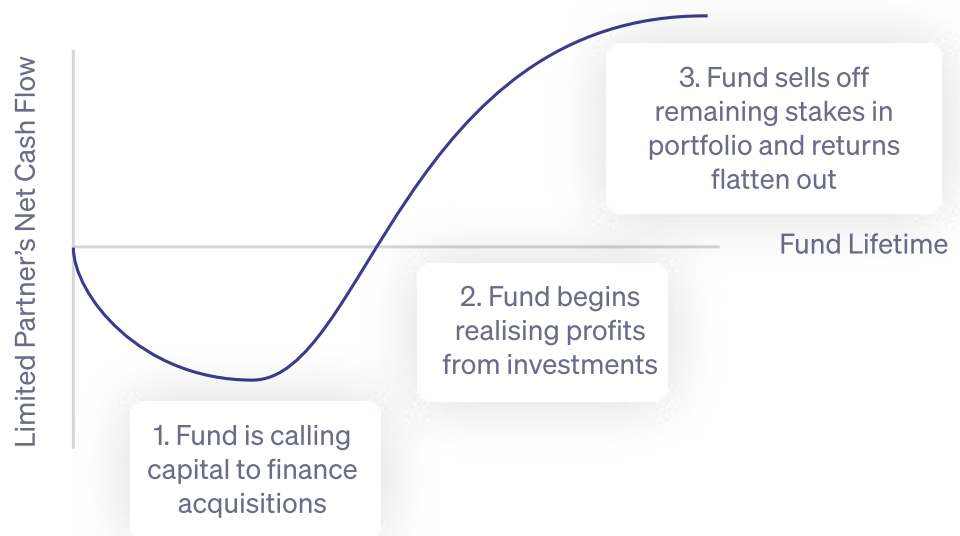 Limited Partner's Net Cash Flow
3. Fund sells off
remaining stakes in
portfolio and returns
flatten out
Fund Lifetime
2. Fund begins
realising profits
from investments
1. Fund is calling
capital to finance
acquisitions